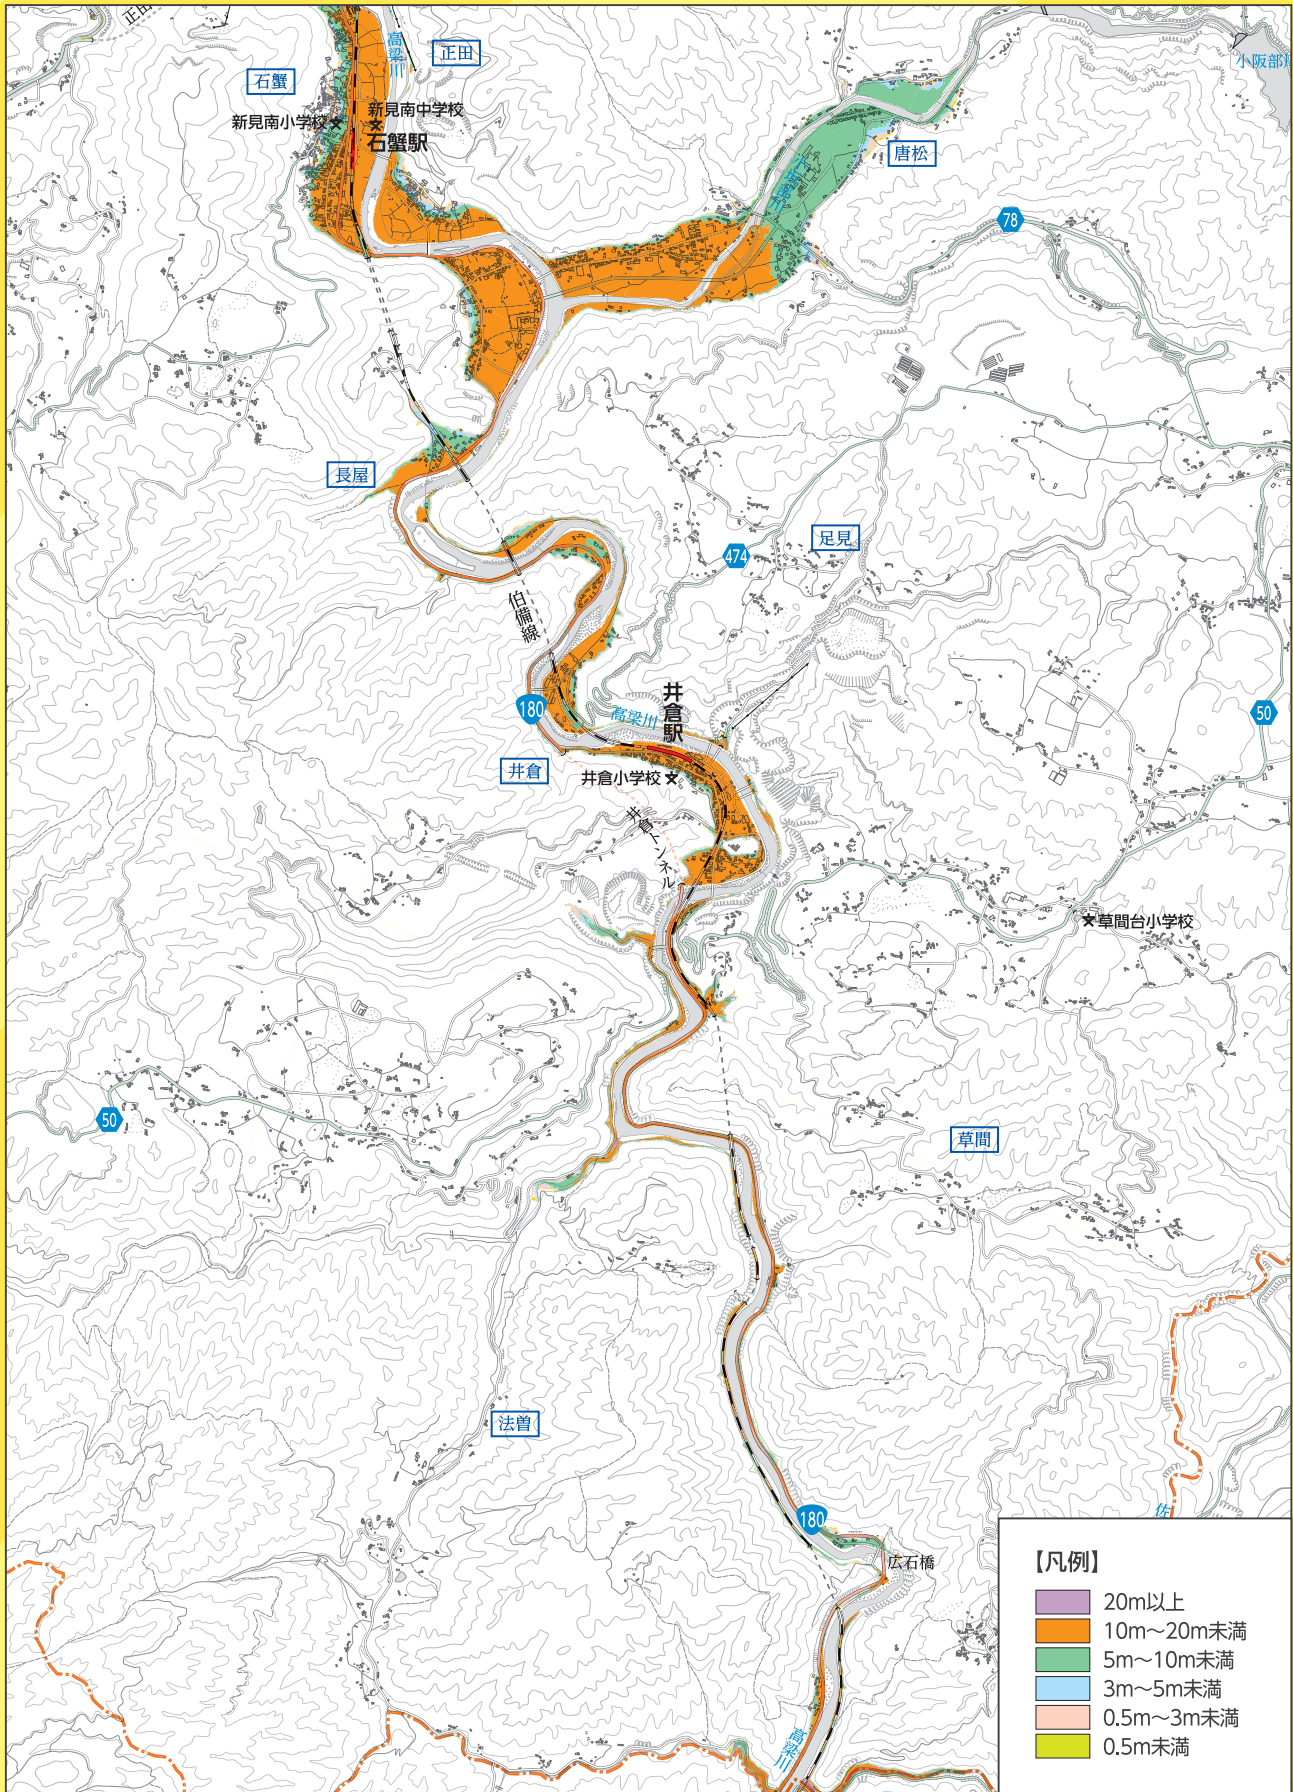 正田
高梁川
正田
石蟹
新見南中学校
新見南小学校
石蟹駅
小阪部川
唐松
78
長屋
足見
474
伯備線
井倉駅
180
高梁川
50
井倉
井倉小学校
井倉トンネル
草間台小学校
50
草間
法曽
180
広石橋
佐
高梁川
【凡例】
20m以上
10m～20m未満
5m～10m未満
3m～5m未満
0.5m～3m未満
0.5m未満